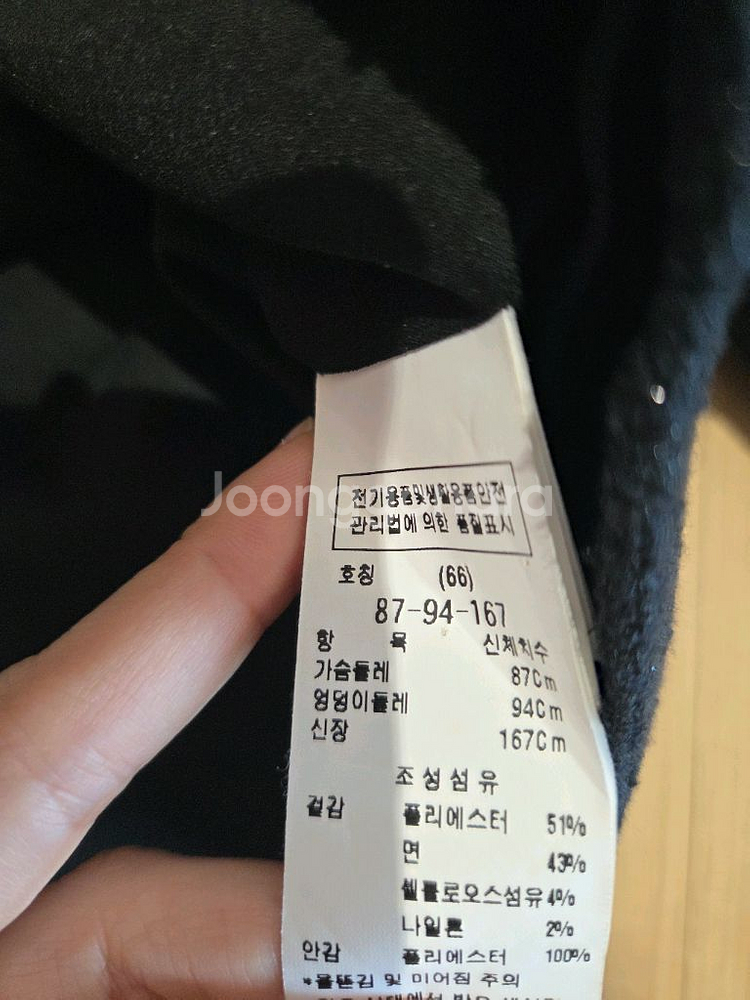 전기용품및생활용품안전
관리법에 의한 품질표시
호칭 (66)
87-94-167
항 목 신체치수
가슴둘레 87Cm
엉덩이둘레 94Cm
신장 167Cm
조성섬유
겉감 폴리에스터 51%
면 43%
셀룰로오스섬유 4%
나일론 2%
안감 폴리에스터 100%
*올뜯김 및 미어짐 주의